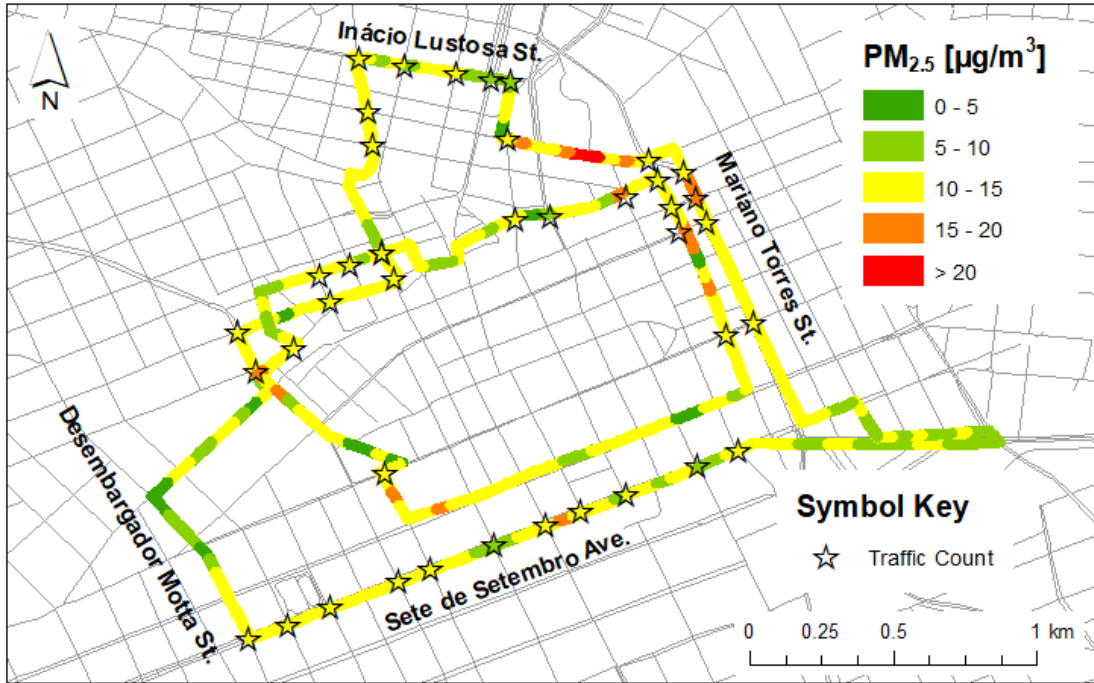 Inácio Lustosa St.
N
Mariano Torres St.
Desembargador Motta St.
Sete de Setembro Ave.
PM2.5 [µg/m³]
0 - 5
5 - 10
10 - 15
15 - 20
> 20
Symbol Key
Traffic Count
0 0.25 0.5 1 km